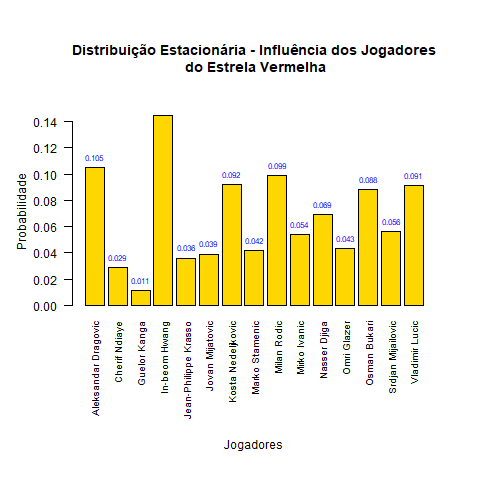 Distribuição Estacionária - Influência dos Jogadores
do Estrela Vermelha
Probabilidade
0.14
0.12
0.10
0.08
0.06
0.04
0.02
0.00
0.105
0.029
0.011
0.036
0.039
0.092
0.042
0.099
0.054
0.069
0.043
0.088
0.056
0.091
Aleksandar Dragovic
Cherif Ndiaye
Guelor Kanga
In-beom Hwang
Jean-Philippe Krasso
Jovan Mijatovic
Kosta Nedeljkovic
Marko Stamenic
Milan Rodic
Mirko Ivanic
Nasser Djiga
Omri Glazer
Osman Bukari
Srdjan Mijailovic
Vladimir Lucic
Jogadores